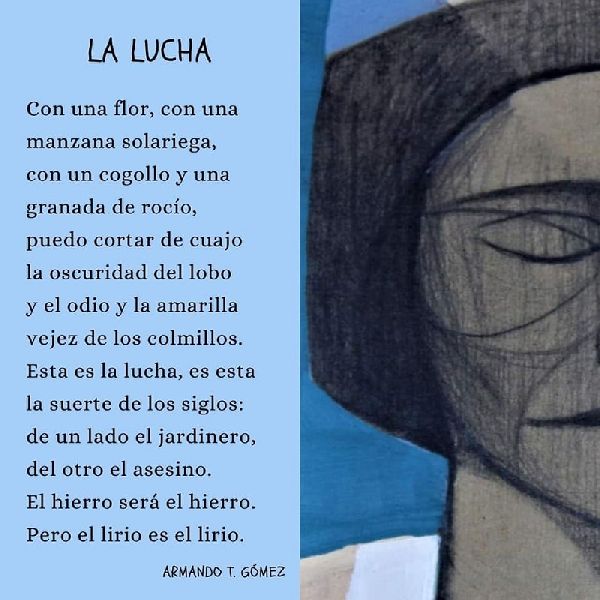 LA LUCHA
Con una flor, con una
manzana solariega,
con un cogollo y una
granada de rocío,
puedo cortar de cuajo
la oscuridad del lobo
y el odio y la amarilla
vejez de los colmillos.
Esta es la lucha, es esta
la suerte de los siglos:
de un lado el jardinero,
del otro el asesino.
El hierro será el hierro.
Pero el lirio es el lirio.
ARMANDO T. GÓMEZ